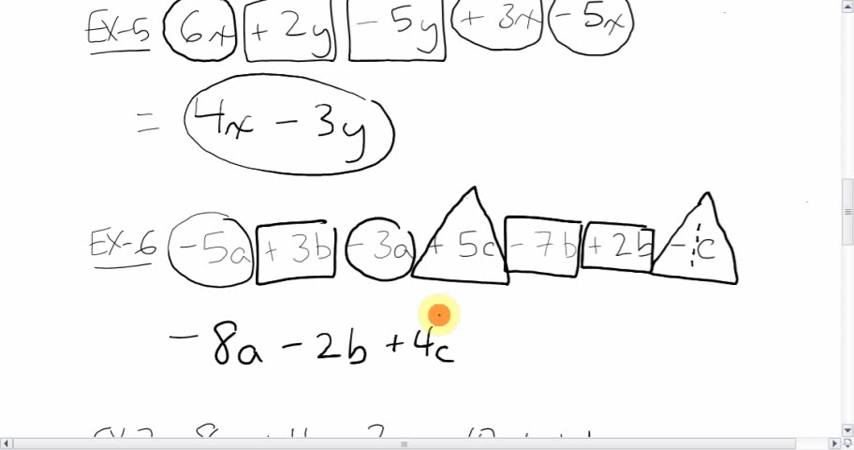 EX-5 6x + 2y - 5y + 3x - 5x
= 4x - 3y
EX-6 -5a + 3b - 3a + 5c - 7b + 2b - 1c
- 8a - 2b + 4c